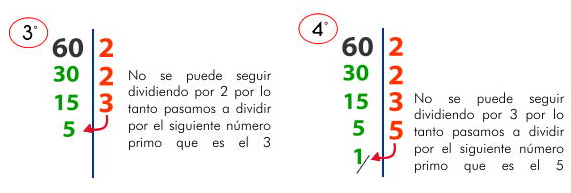 3°
60 2
30 2
15 3
5
No se puede seguir
dividiendo por 2 por lo
tanto pasamos a dividir
por el siguiente número
primo que es el 3
4°
60 2
30 2
15 3
5 5
1
No se puede seguir
dividiendo por 3 por lo
tanto pasamos a dividir
por el siguiente número
primo que es el 5